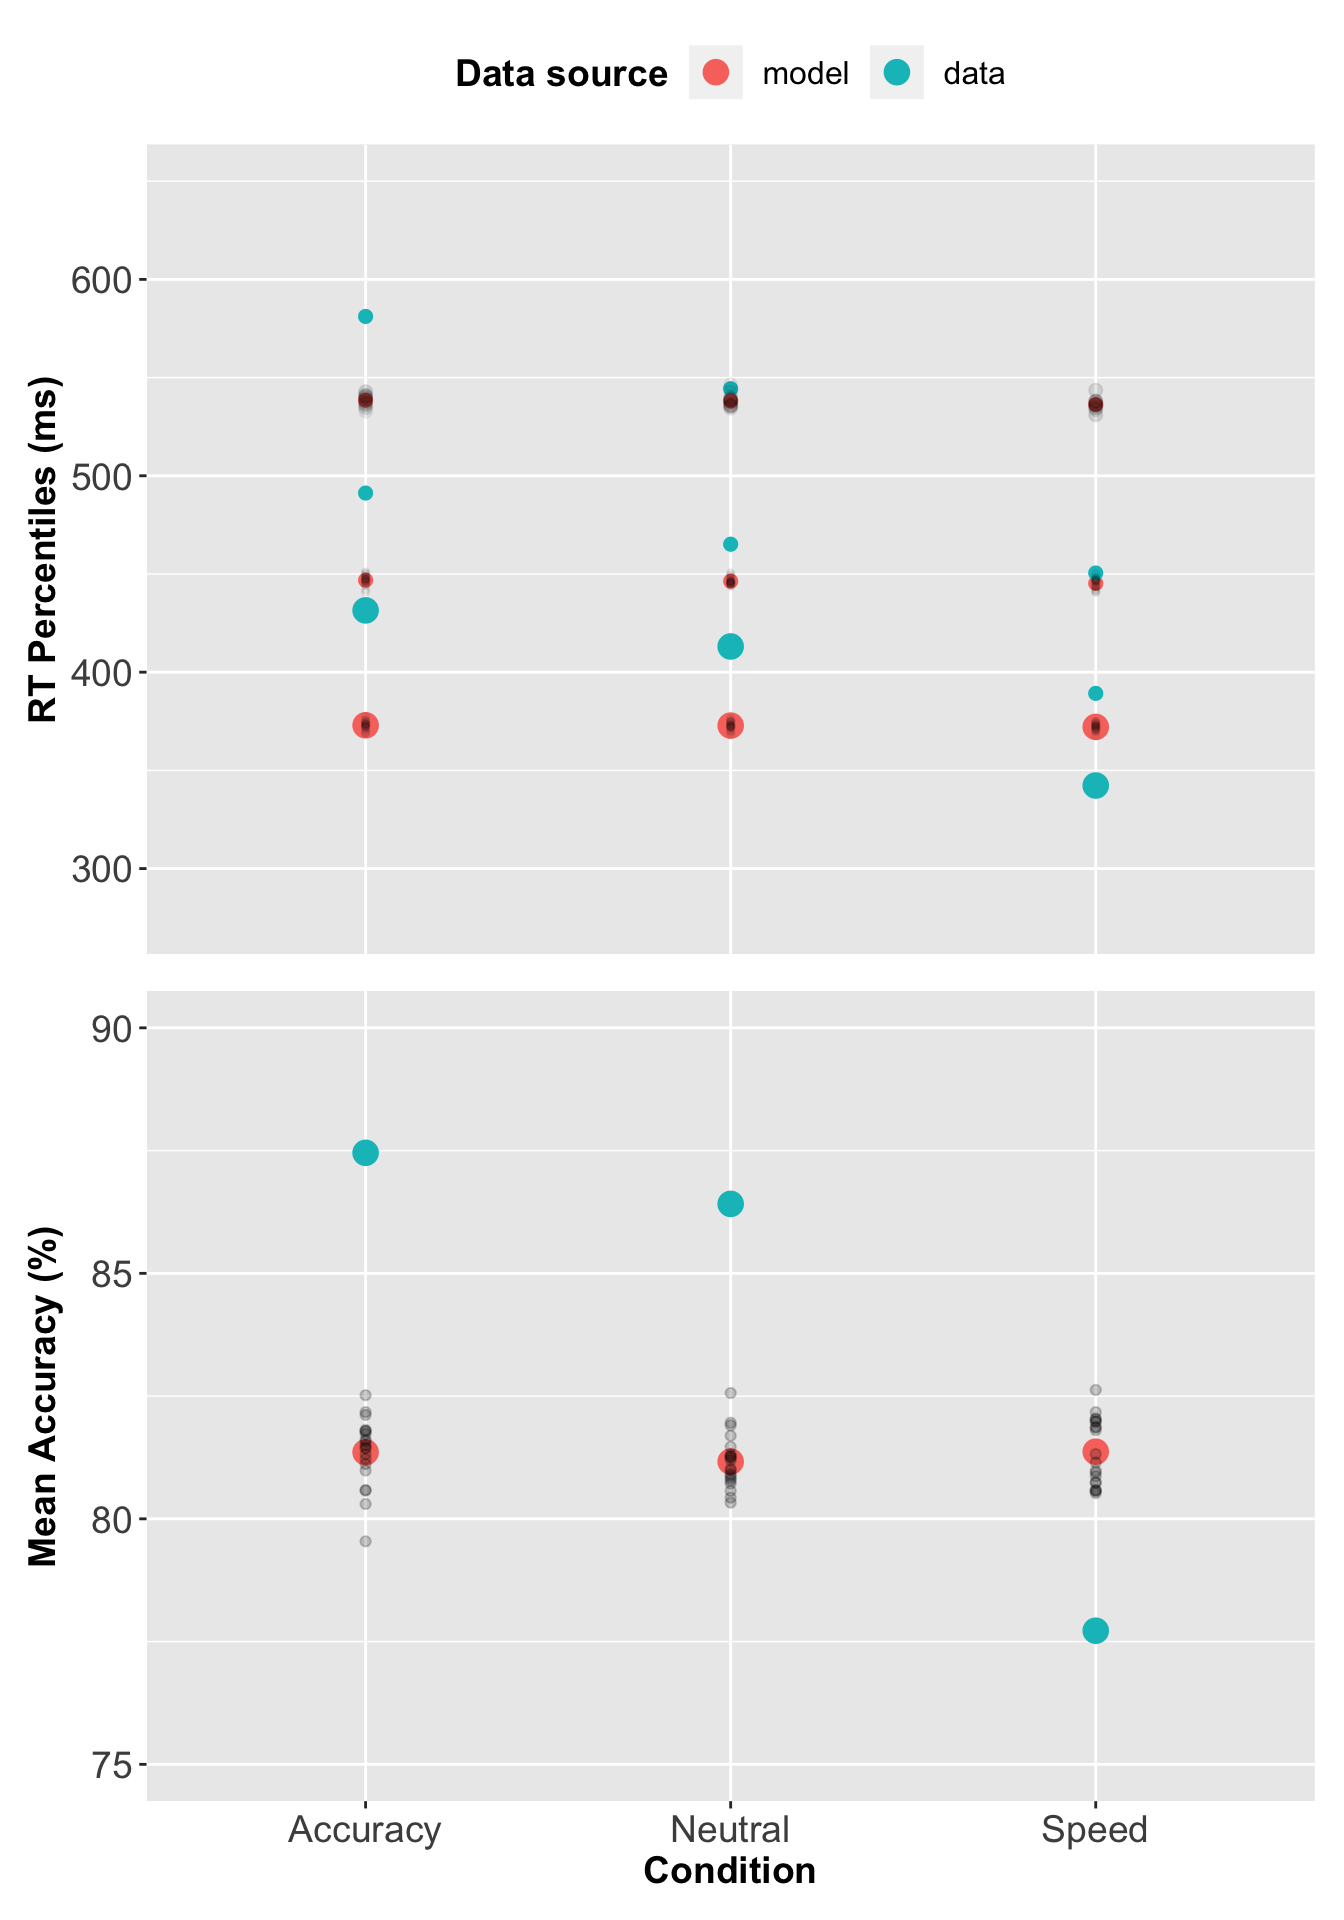 Data source model data
RT Percentiles (ms)
600
500
400
300
Mean Accuracy (%)
90
85
80
75
Accuracy Neutral Speed
Condition